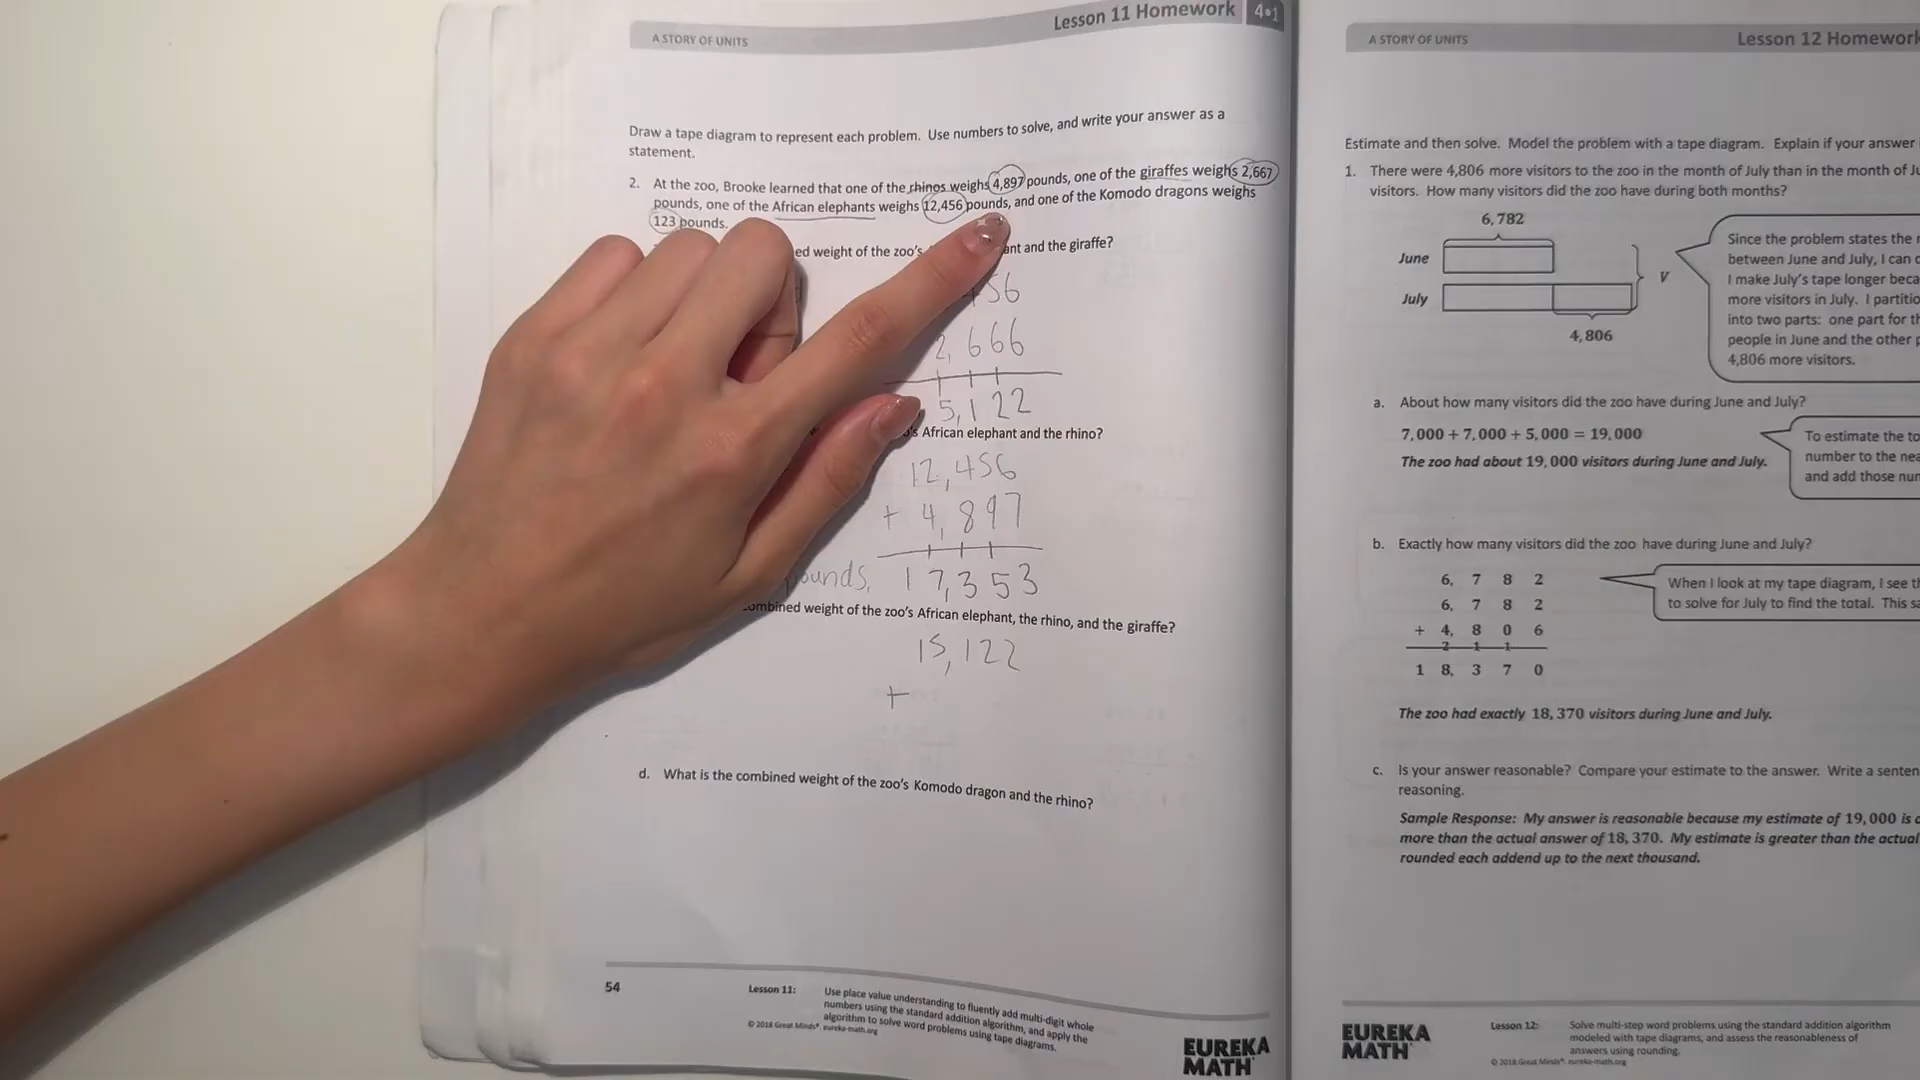 A STORY OF UNITS
Lesson 11 Homework 4•1
Draw a tape diagram to represent each problem. Use numbers to solve, and write your answer as a
statement.
2. At the zoo, Brooke learned that one of the rhinos weighs 4,897 pounds, one of the giraffes weighs 2,667
pounds, one of the African elephants weighs 12,456 pounds, and one of the Komodo dragons weighs
123 pounds.
weight of the zoo's and the giraffe?
56
2,666
5,122
African elephant and the rhino?
12,456
+ 4,897
17,353
combined weight of the zoo's African elephant, the rhino, and the giraffe?
15,122
+
d. What is the combined weight of the zoo's Komodo dragon and the rhino?
54
Lesson 11: Use place value understanding to fluently add multi-digit whole
numbers using the standard addition algorithm, and apply the
algorithm to solve word problems using tape diagrams.
© 2018 Great Minds®. eureka-math.org
EUREKA
MATH
A STORY OF UNITS
Lesson 12 Homework
Estimate and then solve. Model the problem with a tape diagram. Explain if your answer
1. There were 4,806 more visitors to the zoo in the month of July than in the month of
visitors. How many visitors did the zoo have during both months?
6,782
June
July
V
4,806
Since the problem states the
between June and July, I can
I make July's tape longer
more visitors in July. I
into two parts: one part for
people in June and the other
4,806 more visitors.
a. About how many visitors did the zoo have during June and July?
7,000 + 7,000 + 5,000 = 19,000
The zoo had about 19,000 visitors during June and July.
To estimate the
number to the
and add those
b. Exactly how many visitors did the zoo have during June and July?
6, 7 8 2
6, 7 8 2
+ 4, 8 0 6
2 1 1
1 8, 3 7 0
When I look at my tape diagram, I see
to solve for July to find the total. This
The zoo had exactly 18,370 visitors during June and July.
c. Is your answer reasonable? Compare your estimate to the answer. Write a
reasoning.
Sample Response: My answer is reasonable because my estimate of 19,000 is
more than the actual answer of 18,370. My estimate is greater than the actual
rounded each addend up to the next thousand.
EUREKA
MATH
Lesson 12: Solve multi-step word problems using the standard addition algorithm
modeled with tape diagrams, and assess the reasonableness of
answers using rounding.
© 2018 Great Minds®. eureka-math.org